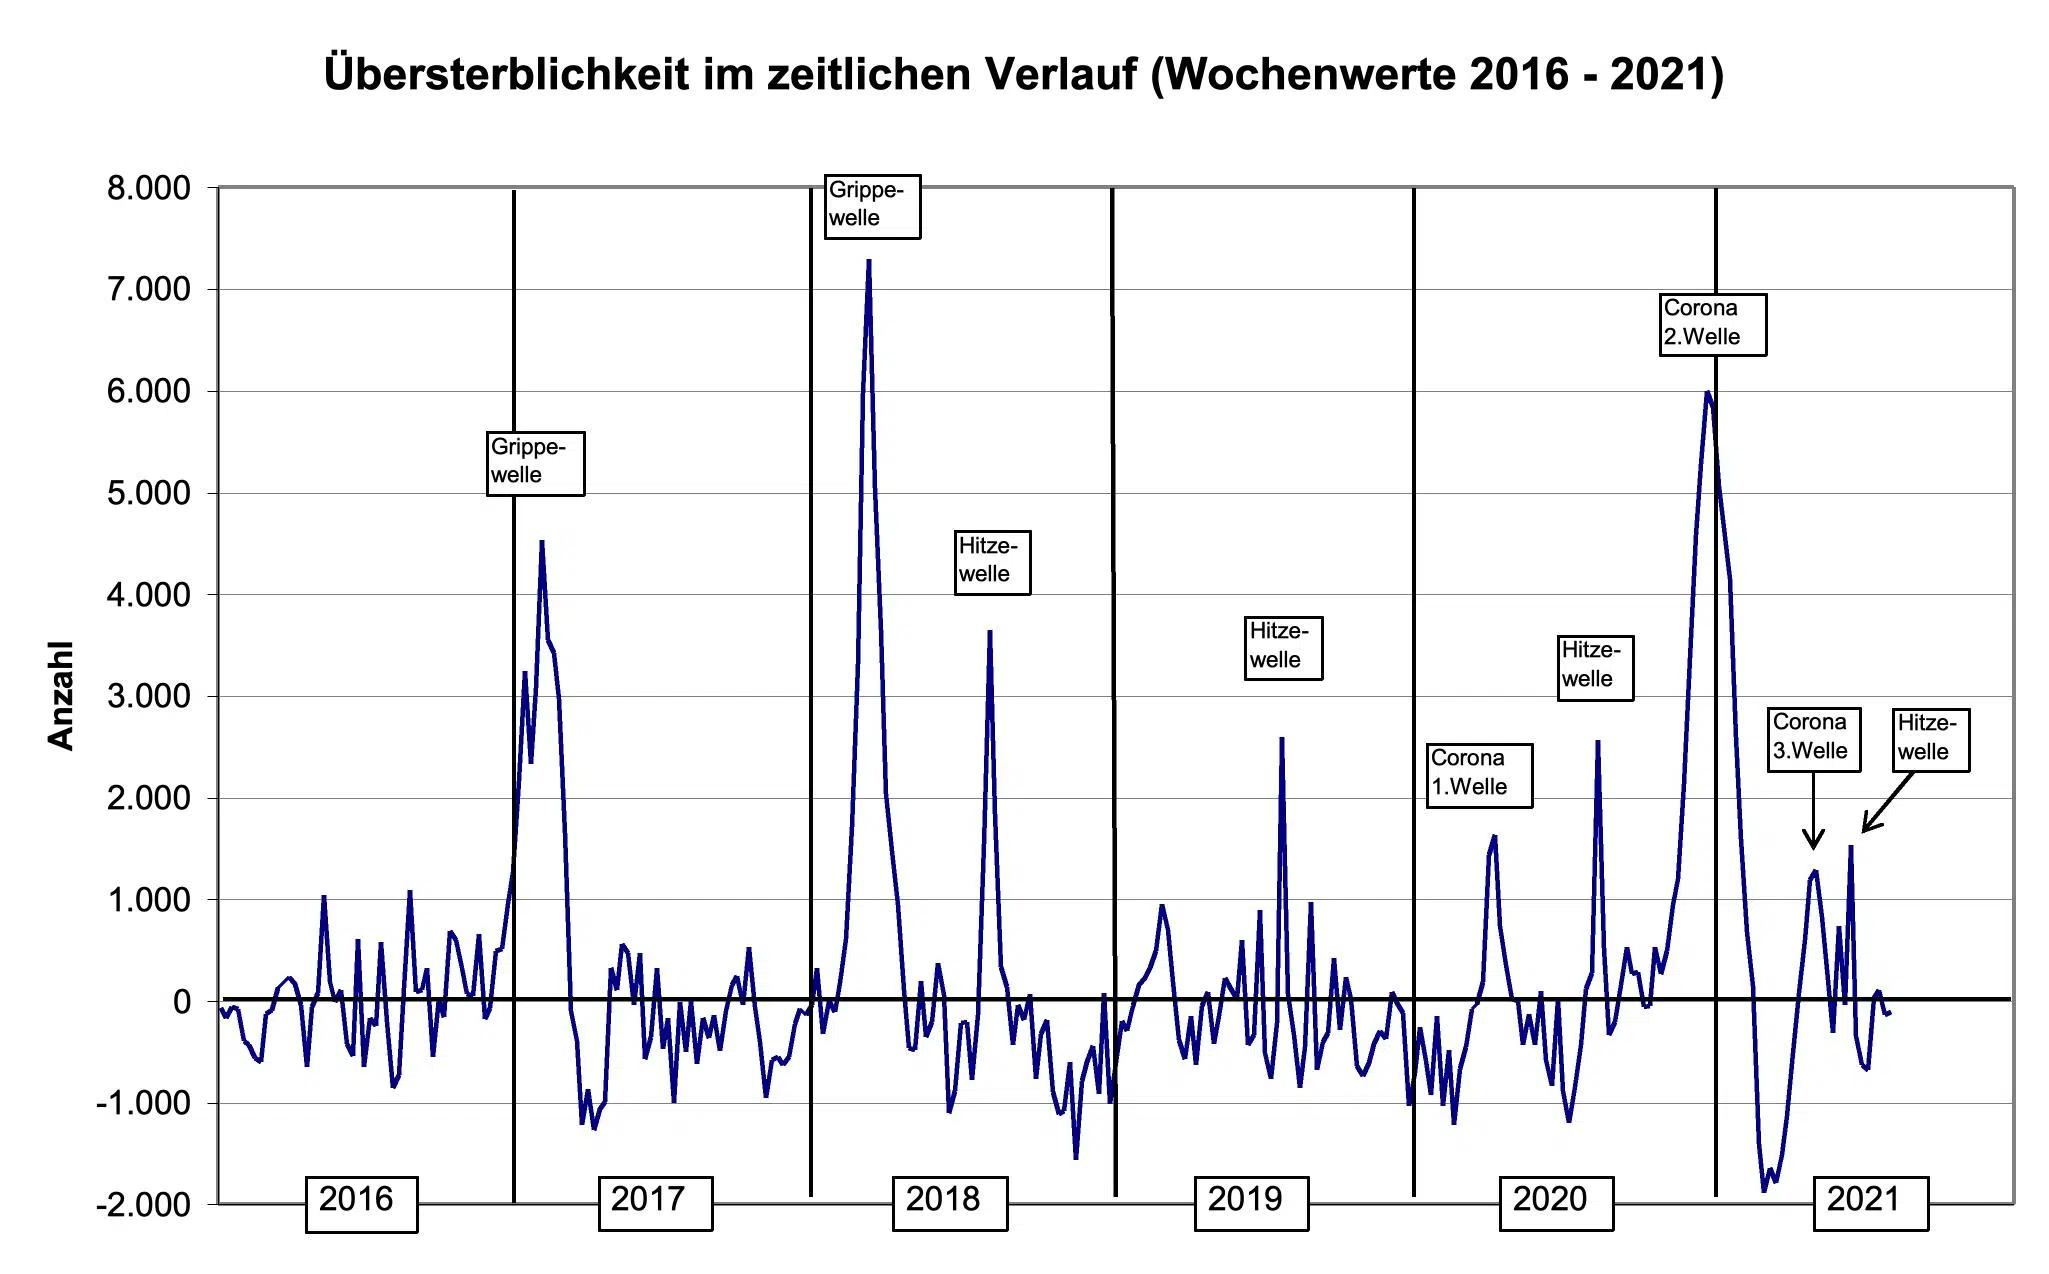 Übersterblichkeit im zeitlichen Verlauf (Wochenwerte 2016 - 2021)
8.000
7.000
6.000
5.000
4.000
3.000
2.000
1.000
0
-1.000
-2.000
Anzahl
Grippe-
welle
Grippe-
welle
Hitze-
welle
Hitze-
welle
Corona
1.Welle
Hitze-
welle
Corona
2.Welle
Corona
3.Welle
Hitze-
welle
2016
2017
2018
2019
2020
2021